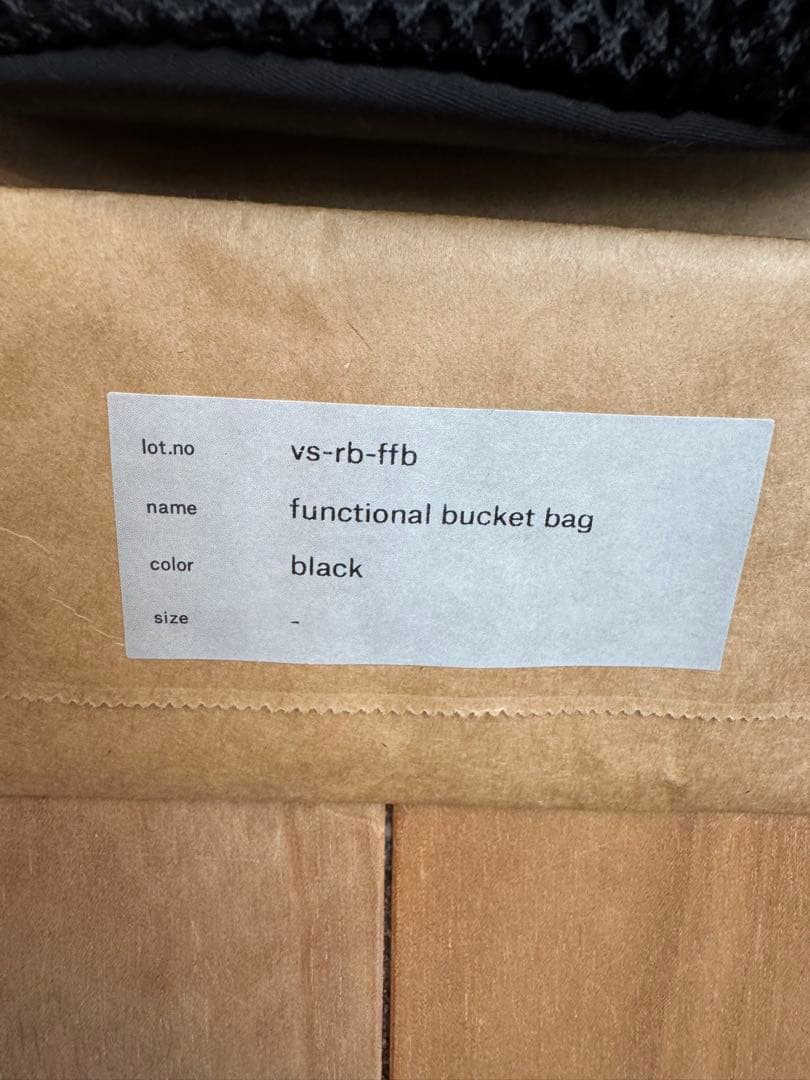 lot.no vs-rb-ffb
name functional bucket bag
color black
size -